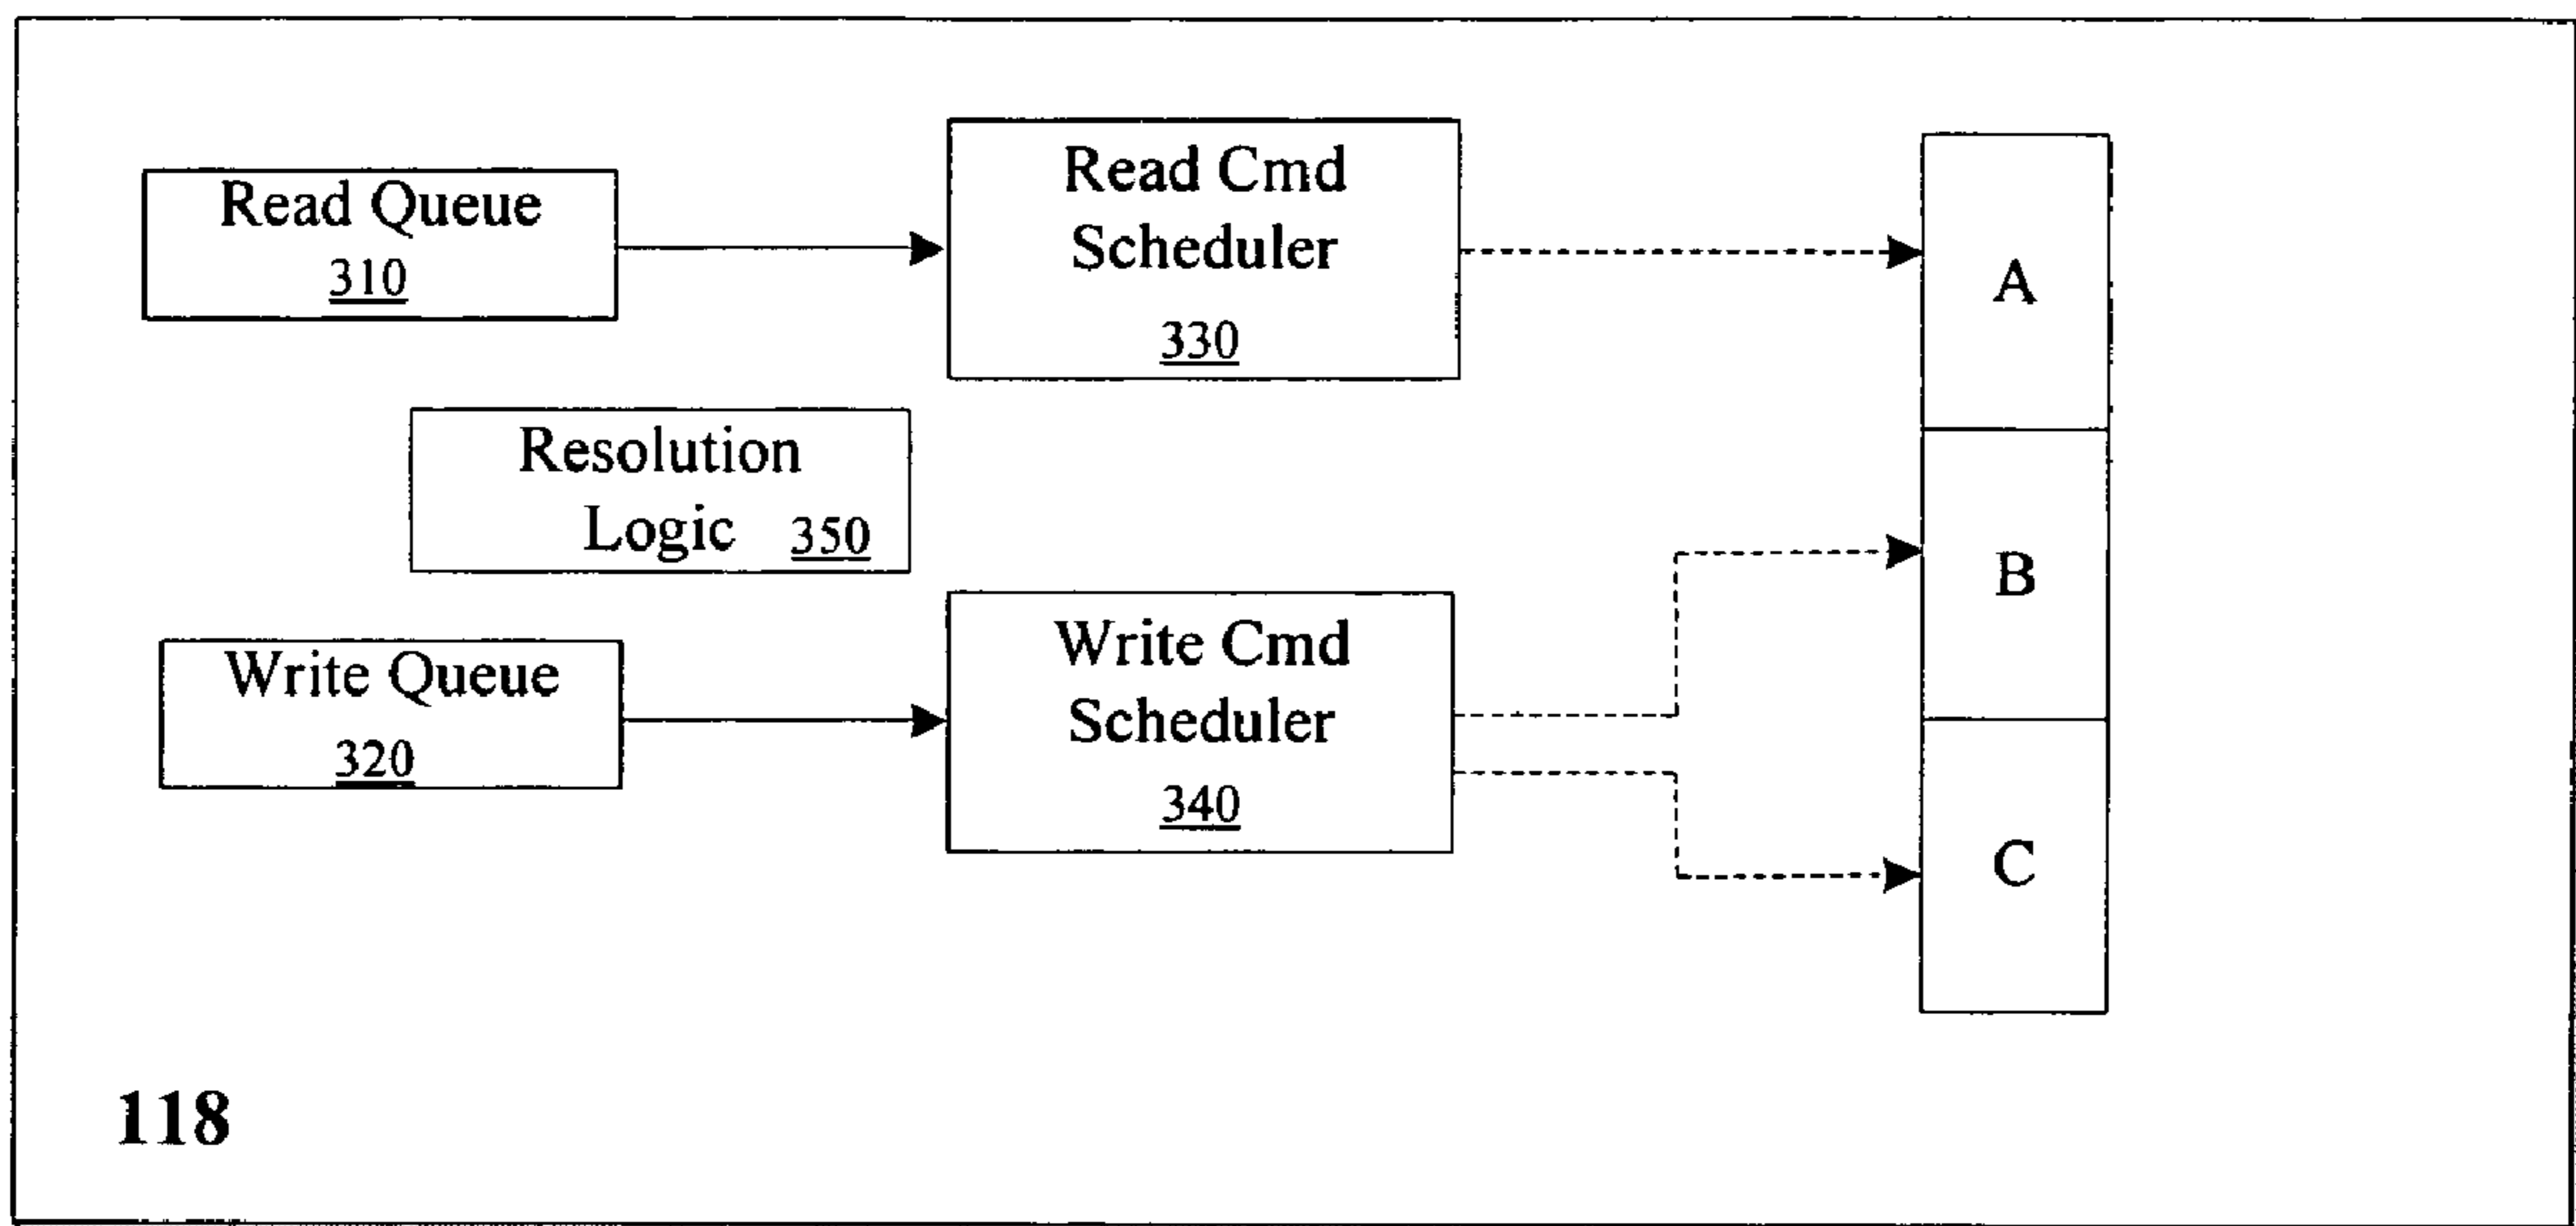 Read Queue
310
Read Cmd
Scheduler
330
A
Resolution
Logic 350
B
Write Queue
320
Write Cmd
Scheduler
340
C
118